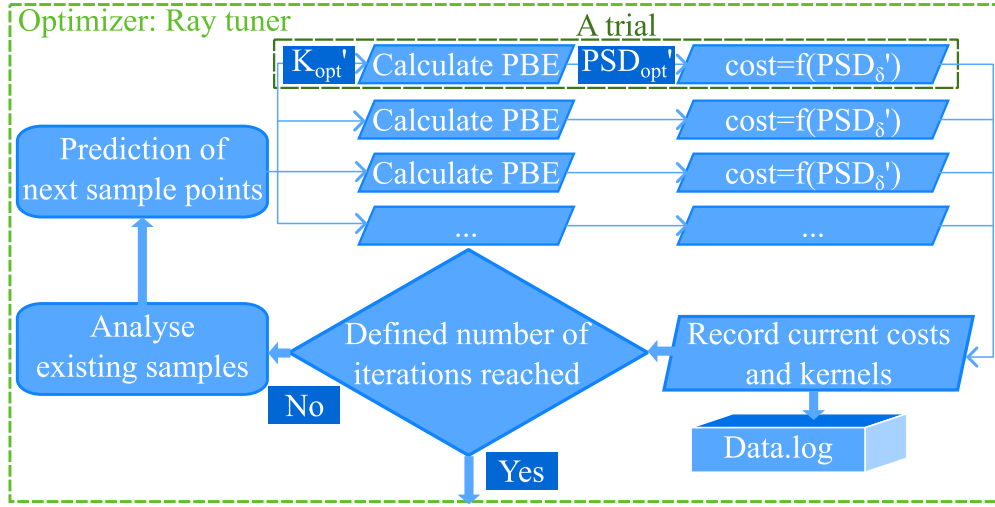 Optimizer: Ray tuner
A trial
Kopt'
Calculate PBE
PSDopt'
cost=f(PSDδ')
Calculate PBE
cost=f(PSDδ')
Prediction of
next sample points
Calculate PBE
cost=f(PSDδ')
...
...
Analyse
existing samples
Defined number of
iterations reached
Record current costs
and kernels
No
Data.log
Yes